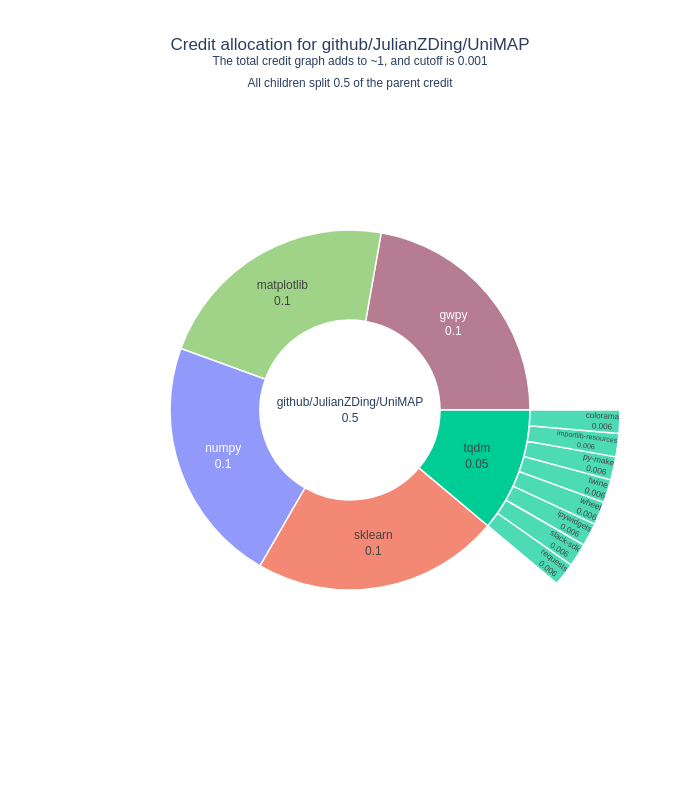 Credit allocation for github/JulianZDing/UniMAP
The total credit graph adds to ~1, and cutoff is 0.001
All children split 0.5 of the parent credit
matplotlib
0.1
gwpy
0.1
github/JulianZDing/UniMAP
0.5
numpy
0.1
sklearn
0.1
tqdm
0.05
colorama
0.006
importlib-resources
0.006
py-make
0.006
twine
0.006
wheel
0.006
ipywidgets
0.006
slack-sdk
0.006
requests
0.006